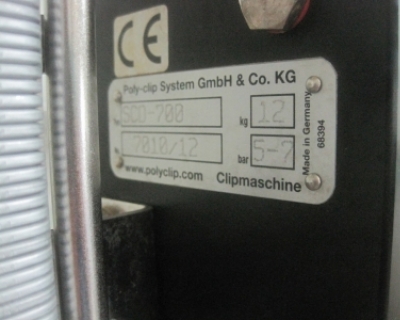 CE
Poly-clip System GmbH & Co. KG
SCD-700 kg 12
7010/12 bar 5-7
www.polyclip.com Clipmaschine
Made in Germany
68394